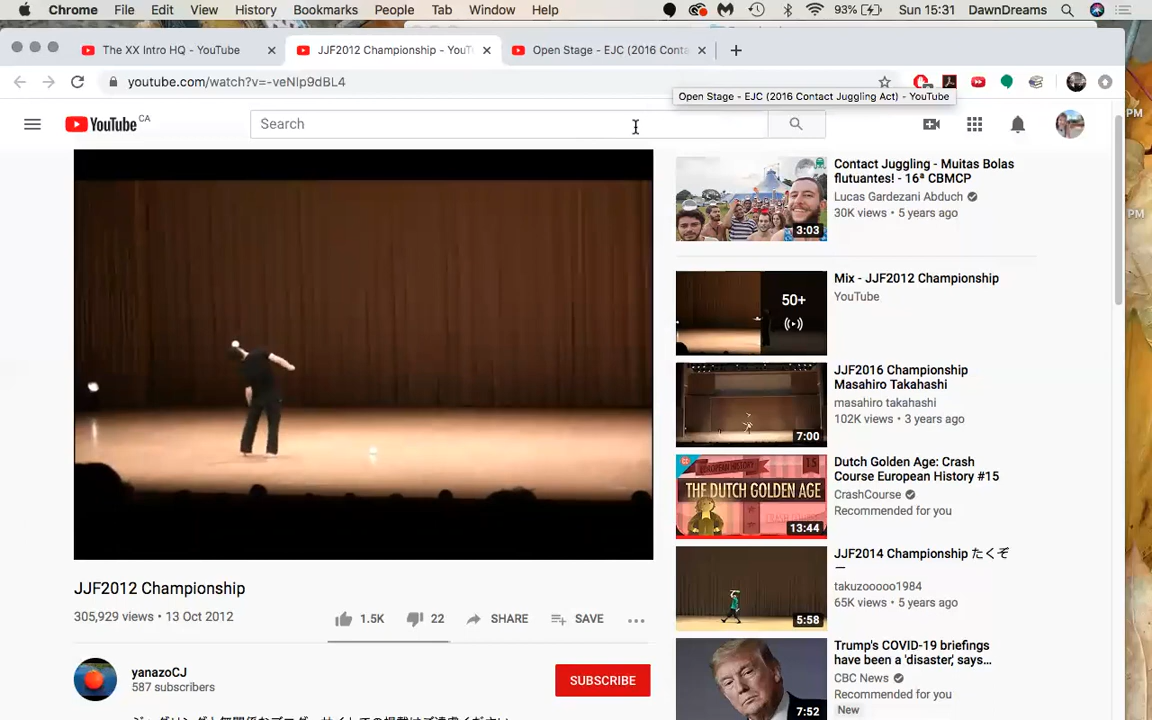 Chrome File Edit View History Bookmarks People Tab Window Help 93% Sun 15:31 DawnDreams
The XX Intro HQ - YouTube
JJF2012 Championship - YouT
Open Stage - EJC (2016 Conta
youtube.com/watch?v=-veNlp9dBL4
Open Stage - EJC (2016 Contact Juggling Act) - YouTube
PM
YouTube CA
Search
Contact Juggling - Muitas Bolas
flutuantes! - 16ª CBMCP
Lucas Gardezani Abduch
30K views • 5 years ago
3:03
PM
Mix - JJF2012 Championship
YouTube
50+
JJF2016 Championship
Masahiro Takahashi
masahiro takahashi
102K views • 3 years ago
7:00
Dutch Golden Age: Crash
Course European History #15
CrashCourse
Recommended for you
EUROPEAN HISTORY
15
THE DUTCH GOLDEN AGE
13:44
JJF2014 Championship たくぞ
ー
takuzooooo1984
65K views • 5 years ago
5:58
Trump's COVID-19 briefings
have been a 'disaster,' says...
CBC News
Recommended for you
New
7:52
JJF2012 Championship
305,929 views • 13 Oct 2012
1.5K 22 SHARE SAVE
yanazoCJ
587 subscribers
SUBSCRIBE